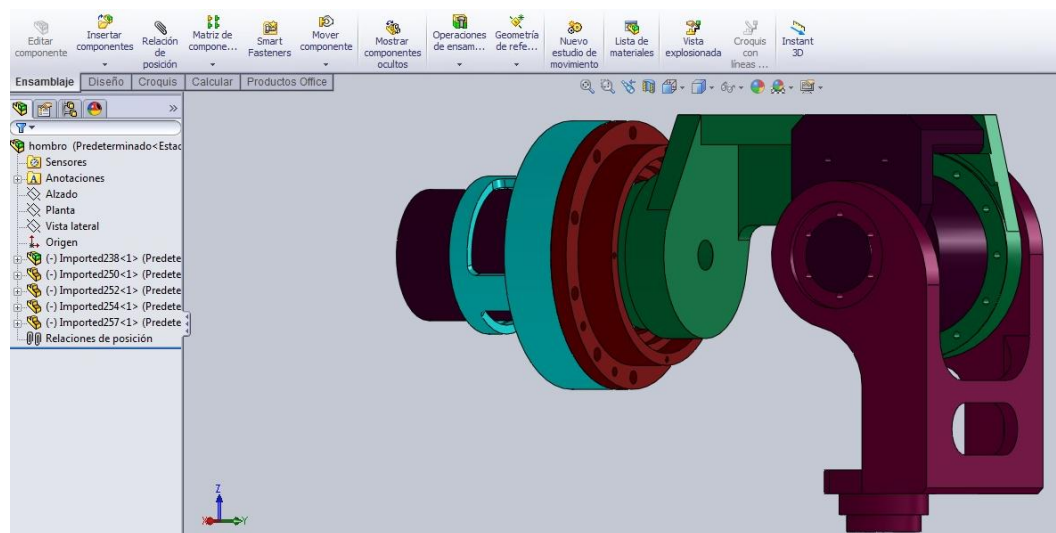 Editar componente
Insertar componentes
Relación de posición
Matriz de compone...
Smart Fasteners
Mover componente
Mostrar componentes ocultos
Operaciones de ensam...
Geometría de refe...
Nuevo estudio de movimiento
Lista de materiales
Vista explosionada
Croquis con líneas ...
Instant 3D
Ensamblaje Diseño Croquis Calcular Productos Office
hombro (Predeterminado<Estac
Sensores
A Anotaciones
Alzado
Planta
Vista lateral
Origen
(-) Imported238<1> (Predete
(-) Imported250<1> (Predete
(-) Imported252<1> (Predete
(-) Imported254<1> (Predete
(-) Imported257<1> (Predete
Relaciones de posición
Z
X Y